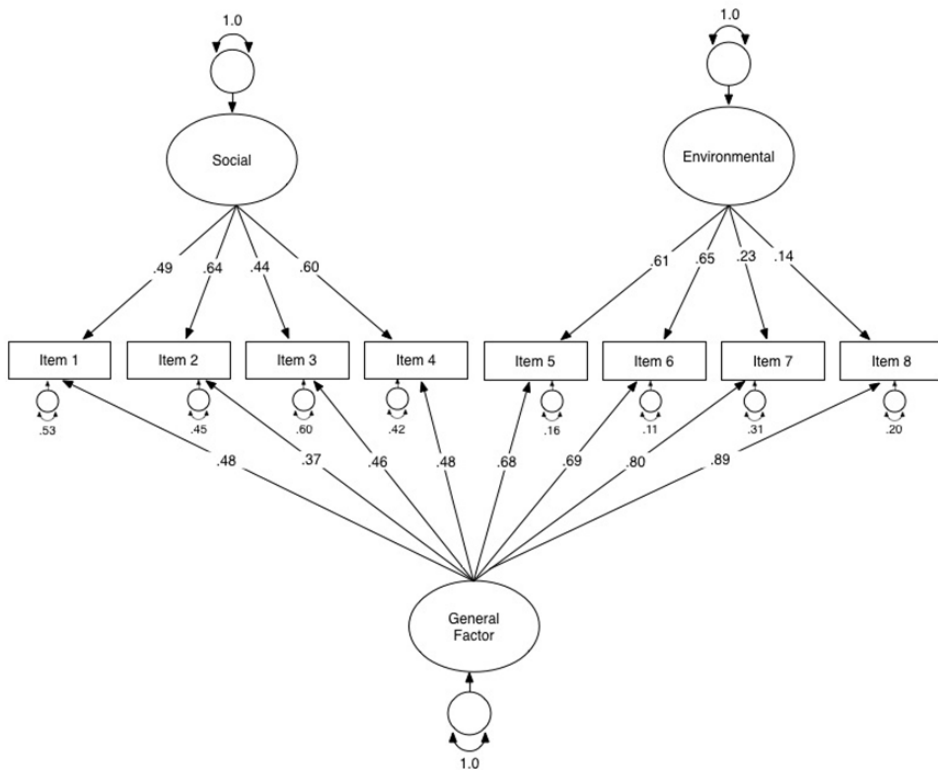 1.0
1.0
Social
Environmental
.49
.64
.44
.60
.61
.65
.23
.14
Item 1
Item 2
Item 3
Item 4
Item 5
Item 6
Item 7
Item 8
.53
.45
.60
.42
.16
.11
.31
.20
.48
.37
.46
.48
.68
.69
.80
.89
General
Factor
1.0